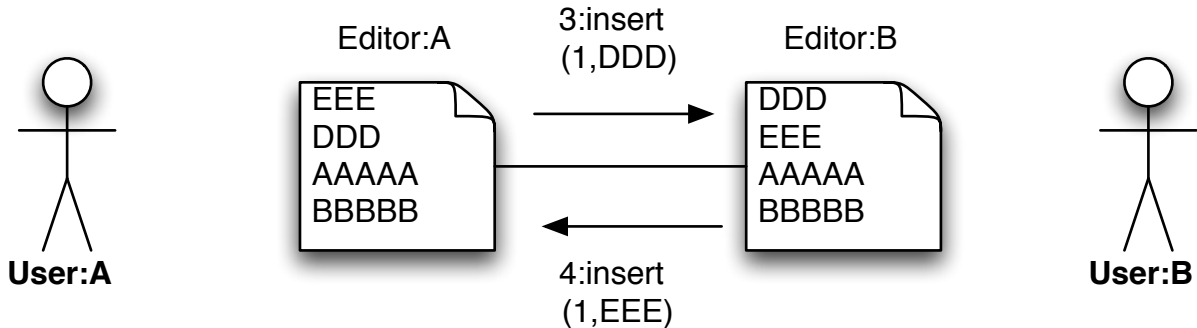 Editor:A
3:insert
(1,DDD)
Editor:B
EEE
DDD
AAAAA
BBBBB
DDD
EEE
AAAAA
BBBBB
User:A
4:insert
(1,EEE)
User:B